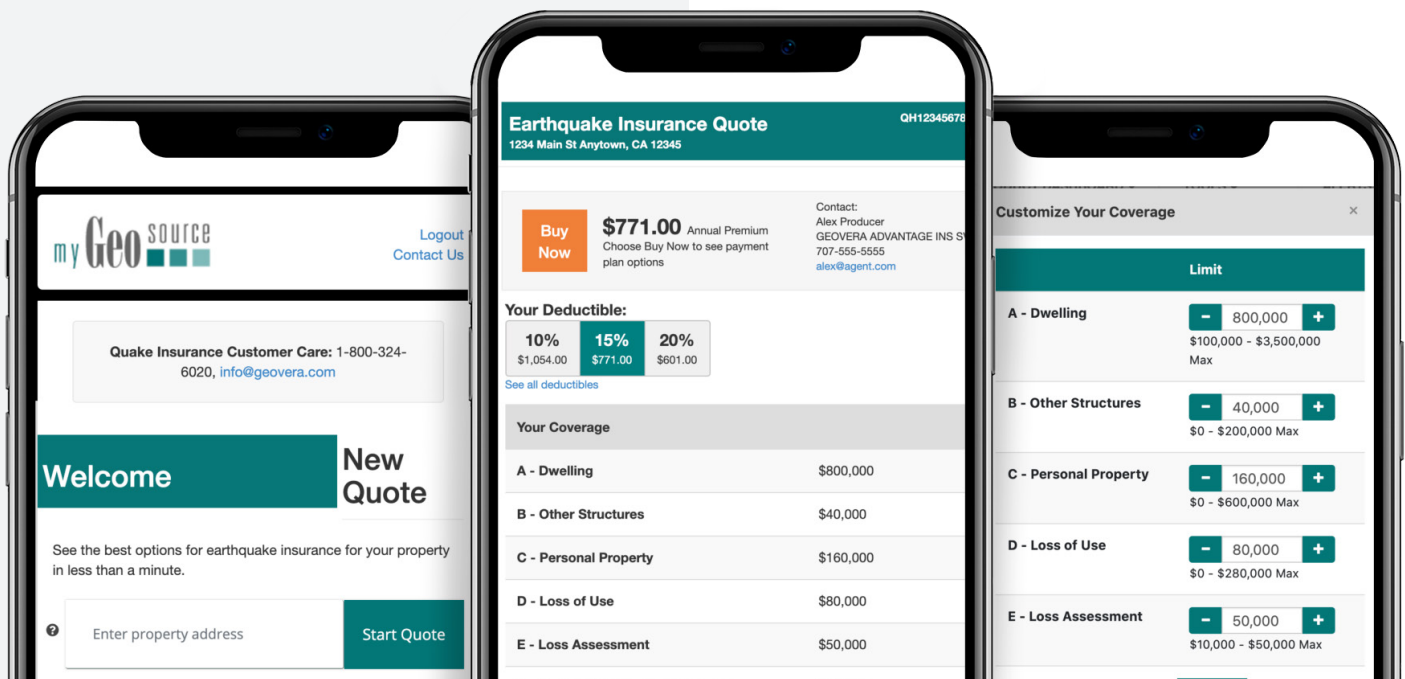 my Geo source
Logout
Contact Us
Quake Insurance Customer Care: 1-800-324-
6020, info@geovera.com
Welcome
New
Quote
See the best options for earthquake insurance for your property
in less than a minute.
Enter property address
Start Quote
Earthquake Insurance Quote
QH12345678
1234 Main St Anytown, CA 12345
Buy
Now
$771.00 Annual Premium
Choose Buy Now to see payment
plan options
Contact:
Alex Producer
GEOVERA ADVANTAGE INS
707-555-5555
alex@agent.com
Your Deductible:
10% 15% 20%
$1,054.00 $771.00 $601.00
See all deductibles
Your Coverage
A - Dwelling $800,000
B - Other Structures $40,000
C - Personal Property $160,000
D - Loss of Use $80,000
E - Loss Assessment $50,000
Customize Your Coverage ×
Limit
A - Dwelling - 800,000 +
$100,000 - $3,500,000
Max
B - Other Structures - 40,000 +
$0 - $200,000 Max
C - Personal Property - 160,000 +
$0 - $600,000 Max
D - Loss of Use - 80,000 +
$0 - $280,000 Max
E - Loss Assessment - 50,000 +
$10,000 - $50,000 Max